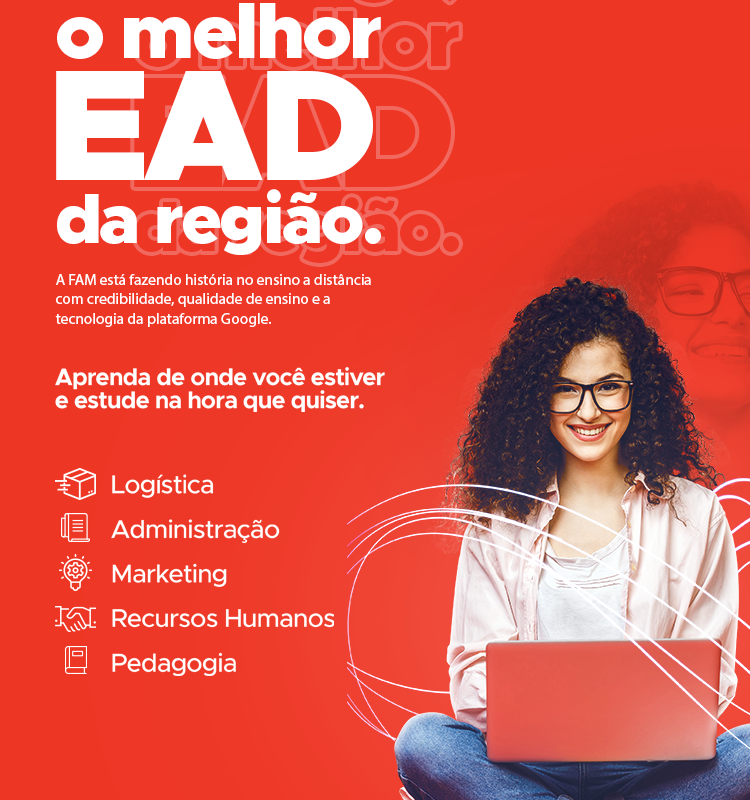 o melhor
EAD
da região.
A FAM está fazendo história no ensino a distância
com credibilidade, qualidade de ensino e a
tecnologia da plataforma Google.
Aprenda de onde você estiver
e estude na hora que quiser.
Logística
Administração
Marketing
Recursos Humanos
Pedagogia